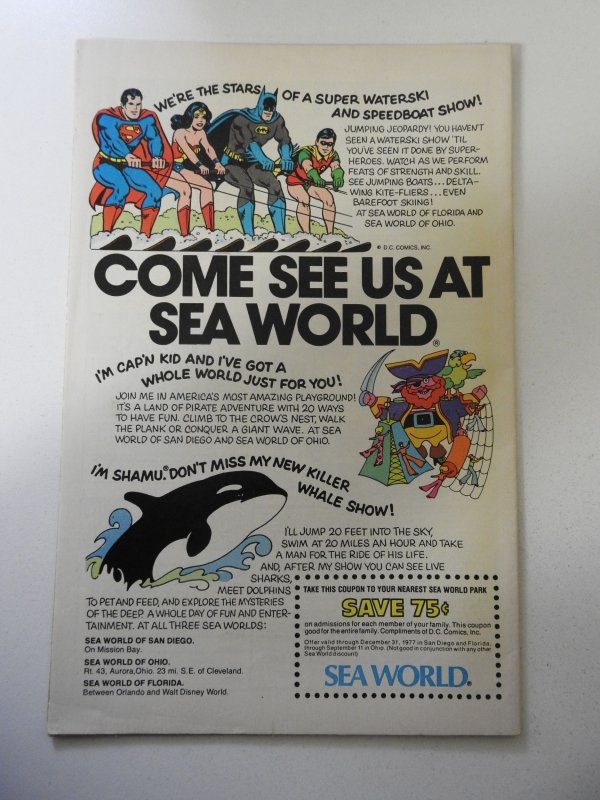 WE'RE THE STARS OF A SUPER WATERSKI
AND SPEEDBOAT SHOW!
JUMPING JEOPARDY! YOU HAVEN'T
SEEN A WATERSKI SHOW 'TIL
YOU'VE SEEN IT DONE BY SUPER-
HEROES. WATCH AS WE PERFORM
FEATS OF STRENGTH AND SKILL.
SEE JUMPING BOATS... DELTA-
WING KITE-FLIERS... EVEN
BAREFOOT SKIING!
AT SEA WORLD OF FLORIDA AND
SEA WORLD OF OHIO.
© D.C. COMICS, INC.
COME SEE US AT
SEA WORLD®
I'M CAP'N KID AND I'VE GOT A
WHOLE WORLD JUST FOR YOU!
JOIN ME IN AMERICA'S MOST AMAZING PLAYGROUND!
IT'S A LAND OF PIRATE ADVENTURE WITH 20 WAYS
TO HAVE FUN. CLIMB TO THE CROW'S NEST, WALK
THE PLANK OR CONQUER A GIANT WAVE. AT SEA
WORLD OF SAN DIEGO AND SEA WORLD OF OHIO.
I'M SHAMU.® DON'T MISS MY NEW KILLER
WHALE SHOW!
I'LL JUMP 20 FEET INTO THE SKY,
SWIM AT 20 MILES AN HOUR AND TAKE
A MAN FOR THE RIDE OF HIS LIFE.
AND, AFTER MY SHOW YOU CAN SEE LIVE
SHARKS,
MEET DOLPHINS
TO PET AND FEED, AND EXPLORE THE MYSTERIES
OF THE DEEP. A WHOLE DAY OF FUN AND ENTER-
TAINMENT. AT ALL THREE SEA WORLDS:
SEA WORLD OF SAN DIEGO.
On Mission Bay.
SEA WORLD OF OHIO.
Rt. 43, Aurora, Ohio. 23 mi. S.E. of Cleveland.
SEA WORLD OF FLORIDA.
Between Orlando and Walt Disney World.
TAKE THIS COUPON TO YOUR NEAREST SEA WORLD PARK
SAVE 75¢
on admissions for each member of your family. This coupon
good for the entire family. Compliments of D.C. Comics, Inc.
Offer valid through December 31, 1977 in San Diego and Florida,
through September 11 in Ohio. (Not good in conjunction with any other
Sea World discount)
SEA WORLD®